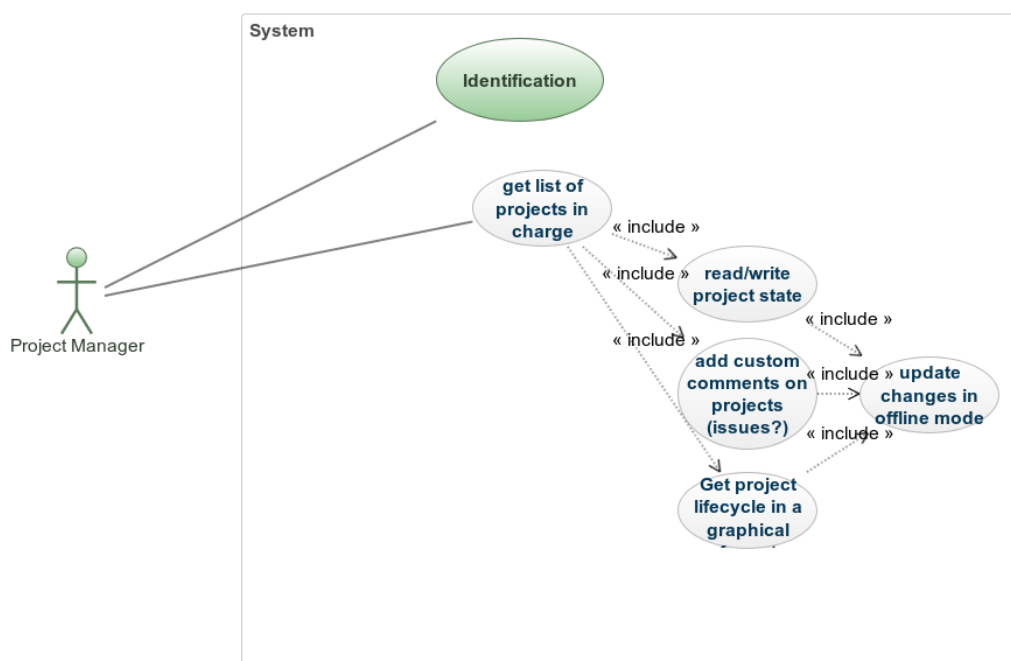 System
Identification
get list of
projects in
charge
« include »
« include »
read/write
project state
Project Manager
« include »
« include »
add custom
comments on
projects
(issues?)
« include »
update
changes in
offline mode
« include »
Get project
lifecycle in a
graphical